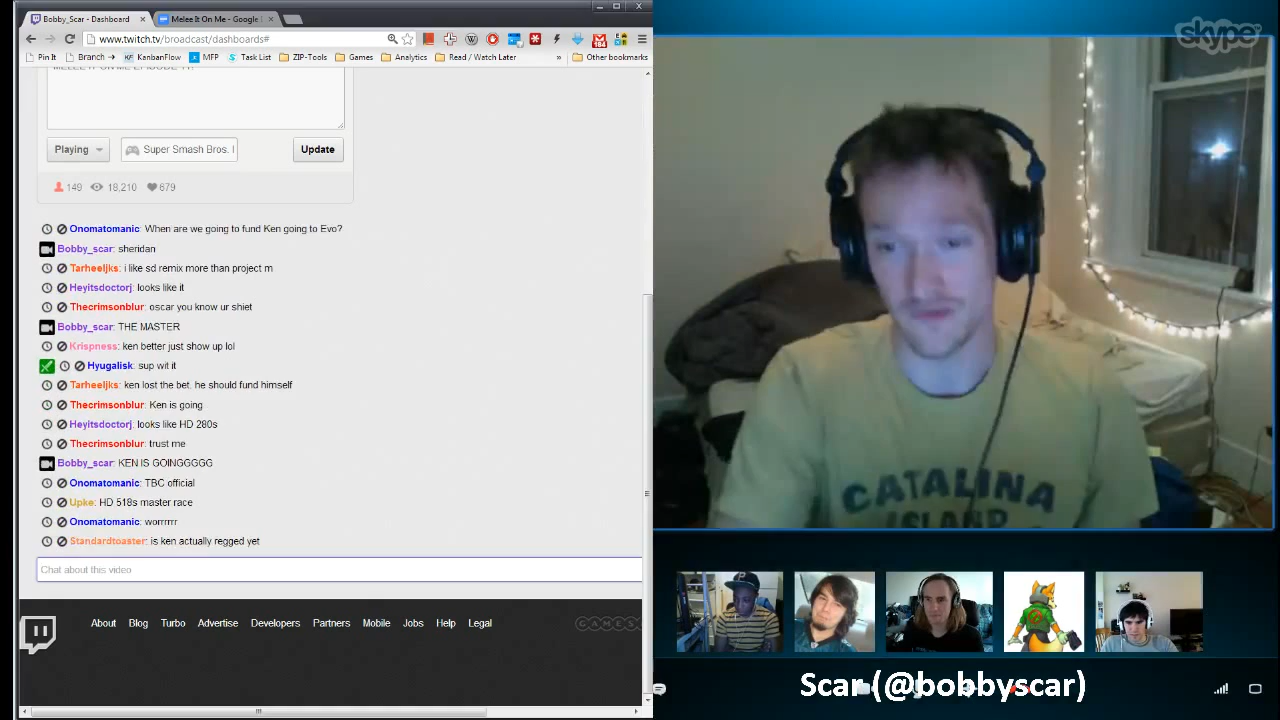 Bobby_Scar - Dashboard
Melee It On Me - Google
www.twitch.tv/broadcast/dashboards#
184
Pin It
Branch →
KanbanFlow
MFP
Task List
ZIP-Tools
Games
Analytics
Read / Watch Later
»
Other bookmarks
Playing
Super Smash Bros.
Update
149
18,210
679
Onomatomanic: When are we going to fund Ken going to Evo?
Bobby_scar: sheridan
Tarheeljks: i like sd remix more than project m
Heyitsdoctorj: looks like it
Thecrimsonblur: oscar you know ur shiet
Bobby_scar: THE MASTER
Krispness: ken better just show up lol
Hyugalisk: sup wit it
Tarheeljks: ken lost the bet. he should fund himself
Thecrimsonblur: Ken is going
Heyitsdoctorj: looks like HD 280s
Thecrimsonblur: trust me
Bobby_scar: KEN IS GOINGGGGG
Onomatomanic: TBC official
Upke: HD 518s master race
Onomatomanic: worrrrrr
Standardtoaster: is ken actually regged yet
Chat about this video
About
Blog
Turbo
Advertise
Developers
Partners
Mobile
Jobs
Help
Legal
GAMES
skype
CATALINA
ISLAND
Scar (@bobbyscar)